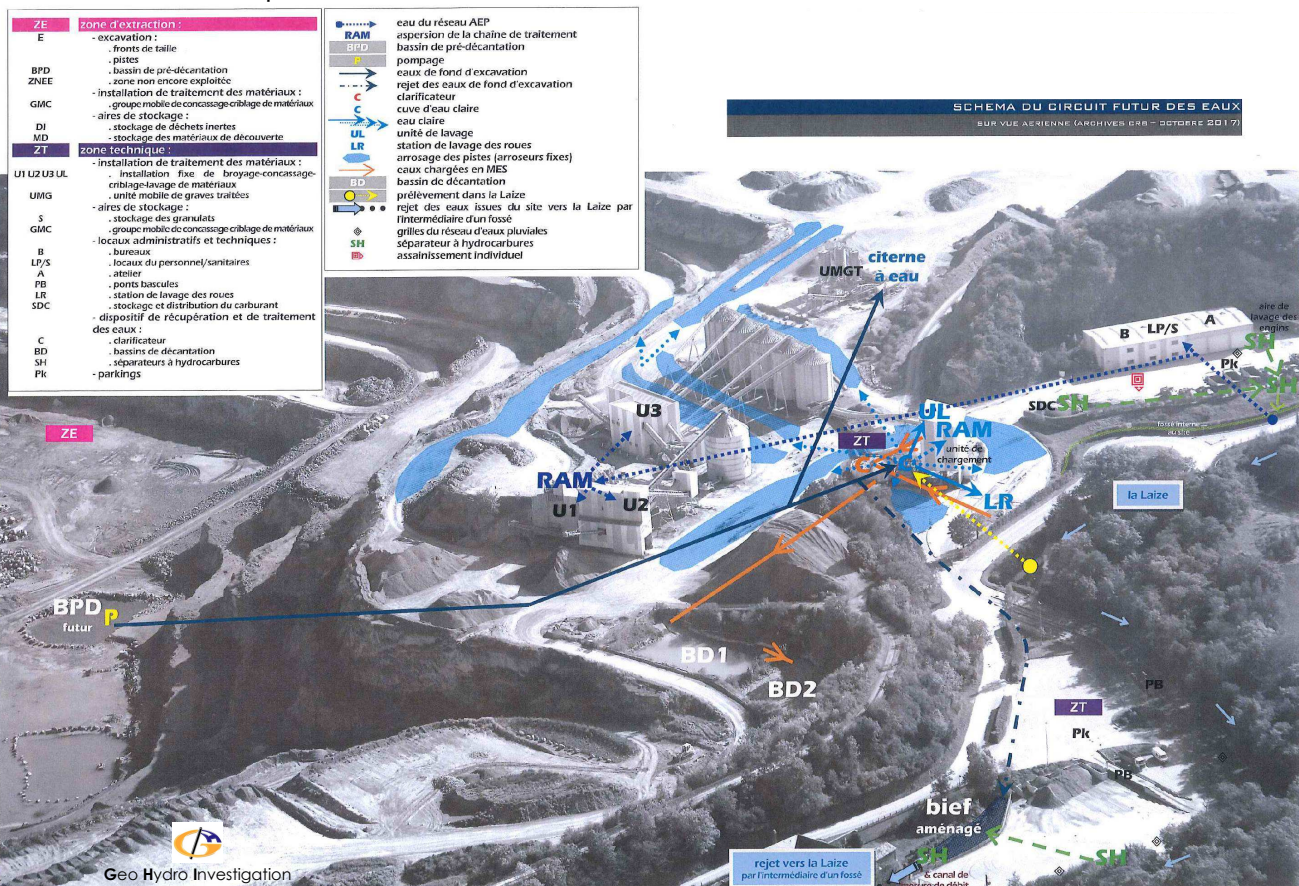 ZE zone d'extraction :
E - excavation :
. fronts de taille
. pistes
BPD . bassin de pré-décantation
ZNEE . zone non encore exploitée
- installation de traitement des matériaux :
GMC . groupe mobile de concassage-criblage de matériaux
- aires de stockage :
DI . stockage de déchets inertes
MD - stockage des matériaux de découverte
ZT zone technique :
- installation de traitement des matériaux :
U1 U2 U3 UL . installation fixe de broyage-concassage-
criblage-lavage de matériaux
UMG . unité mobile de graves traitées
- aires de stockage :
S . stockage des granulats
GMC . groupe mobile de concassage-criblage de matériaux
- locaux administratifs et techniques :
B . bureaux
LP/S . locaux du personnel/sanitaires
A . atelier
PB . ponts bascules
LR . station de lavage des roues
SDC . stockage et distribution du carburant
- dispositif de récupération et de traitement
des eaux :
C . clarificateur
BD . bassins de décantation
SH . séparateurs à hydrocarbures
Pk - parkings
eau du réseau AEP
RAM aspersion de la chaîne de traitement
BPD bassin de pré-décantation
P pompage
eaux de fond d'excavation
rejet des eaux de fond d'excavation
C clarificateur
C cuve d'eau claire
eau claire
UL unité de lavage
LR station de lavage des roues
arrosage des pistes (arroseurs fixes)
eaux chargées en MES
BD bassin de décantation
prélèvement dans la Laize
rejet des eaux issues du site vers la Laize par
l'intermédiaire d'un fossé
grilles du réseau d'eaux pluviales
SH séparateur à hydrocarbures
assainissement individuel
SCHEMA DU CIRCUIT FUTUR DES EAUX
SUR VUE AERIENNE (ARCHIVES CRB – OCTOBRE 2017)
UMGT
citerne
à eau
aire de
lavage des
engins
B LP/S A
SH
Pk
SH
SDC SH
fossé interne
au site
U3
ZE
UL
RAM
ZT
unité de
chargement
C C
RAM
U1 U2
LR
la Laize
BPD P
futur
BD1
BD2
PB
ZT
Pk
PB
bief
aménagé
SH
SH
rejet vers la Laize
par l'intermédiaire d'un fossé
& canal de
Geo Hydro Investigation